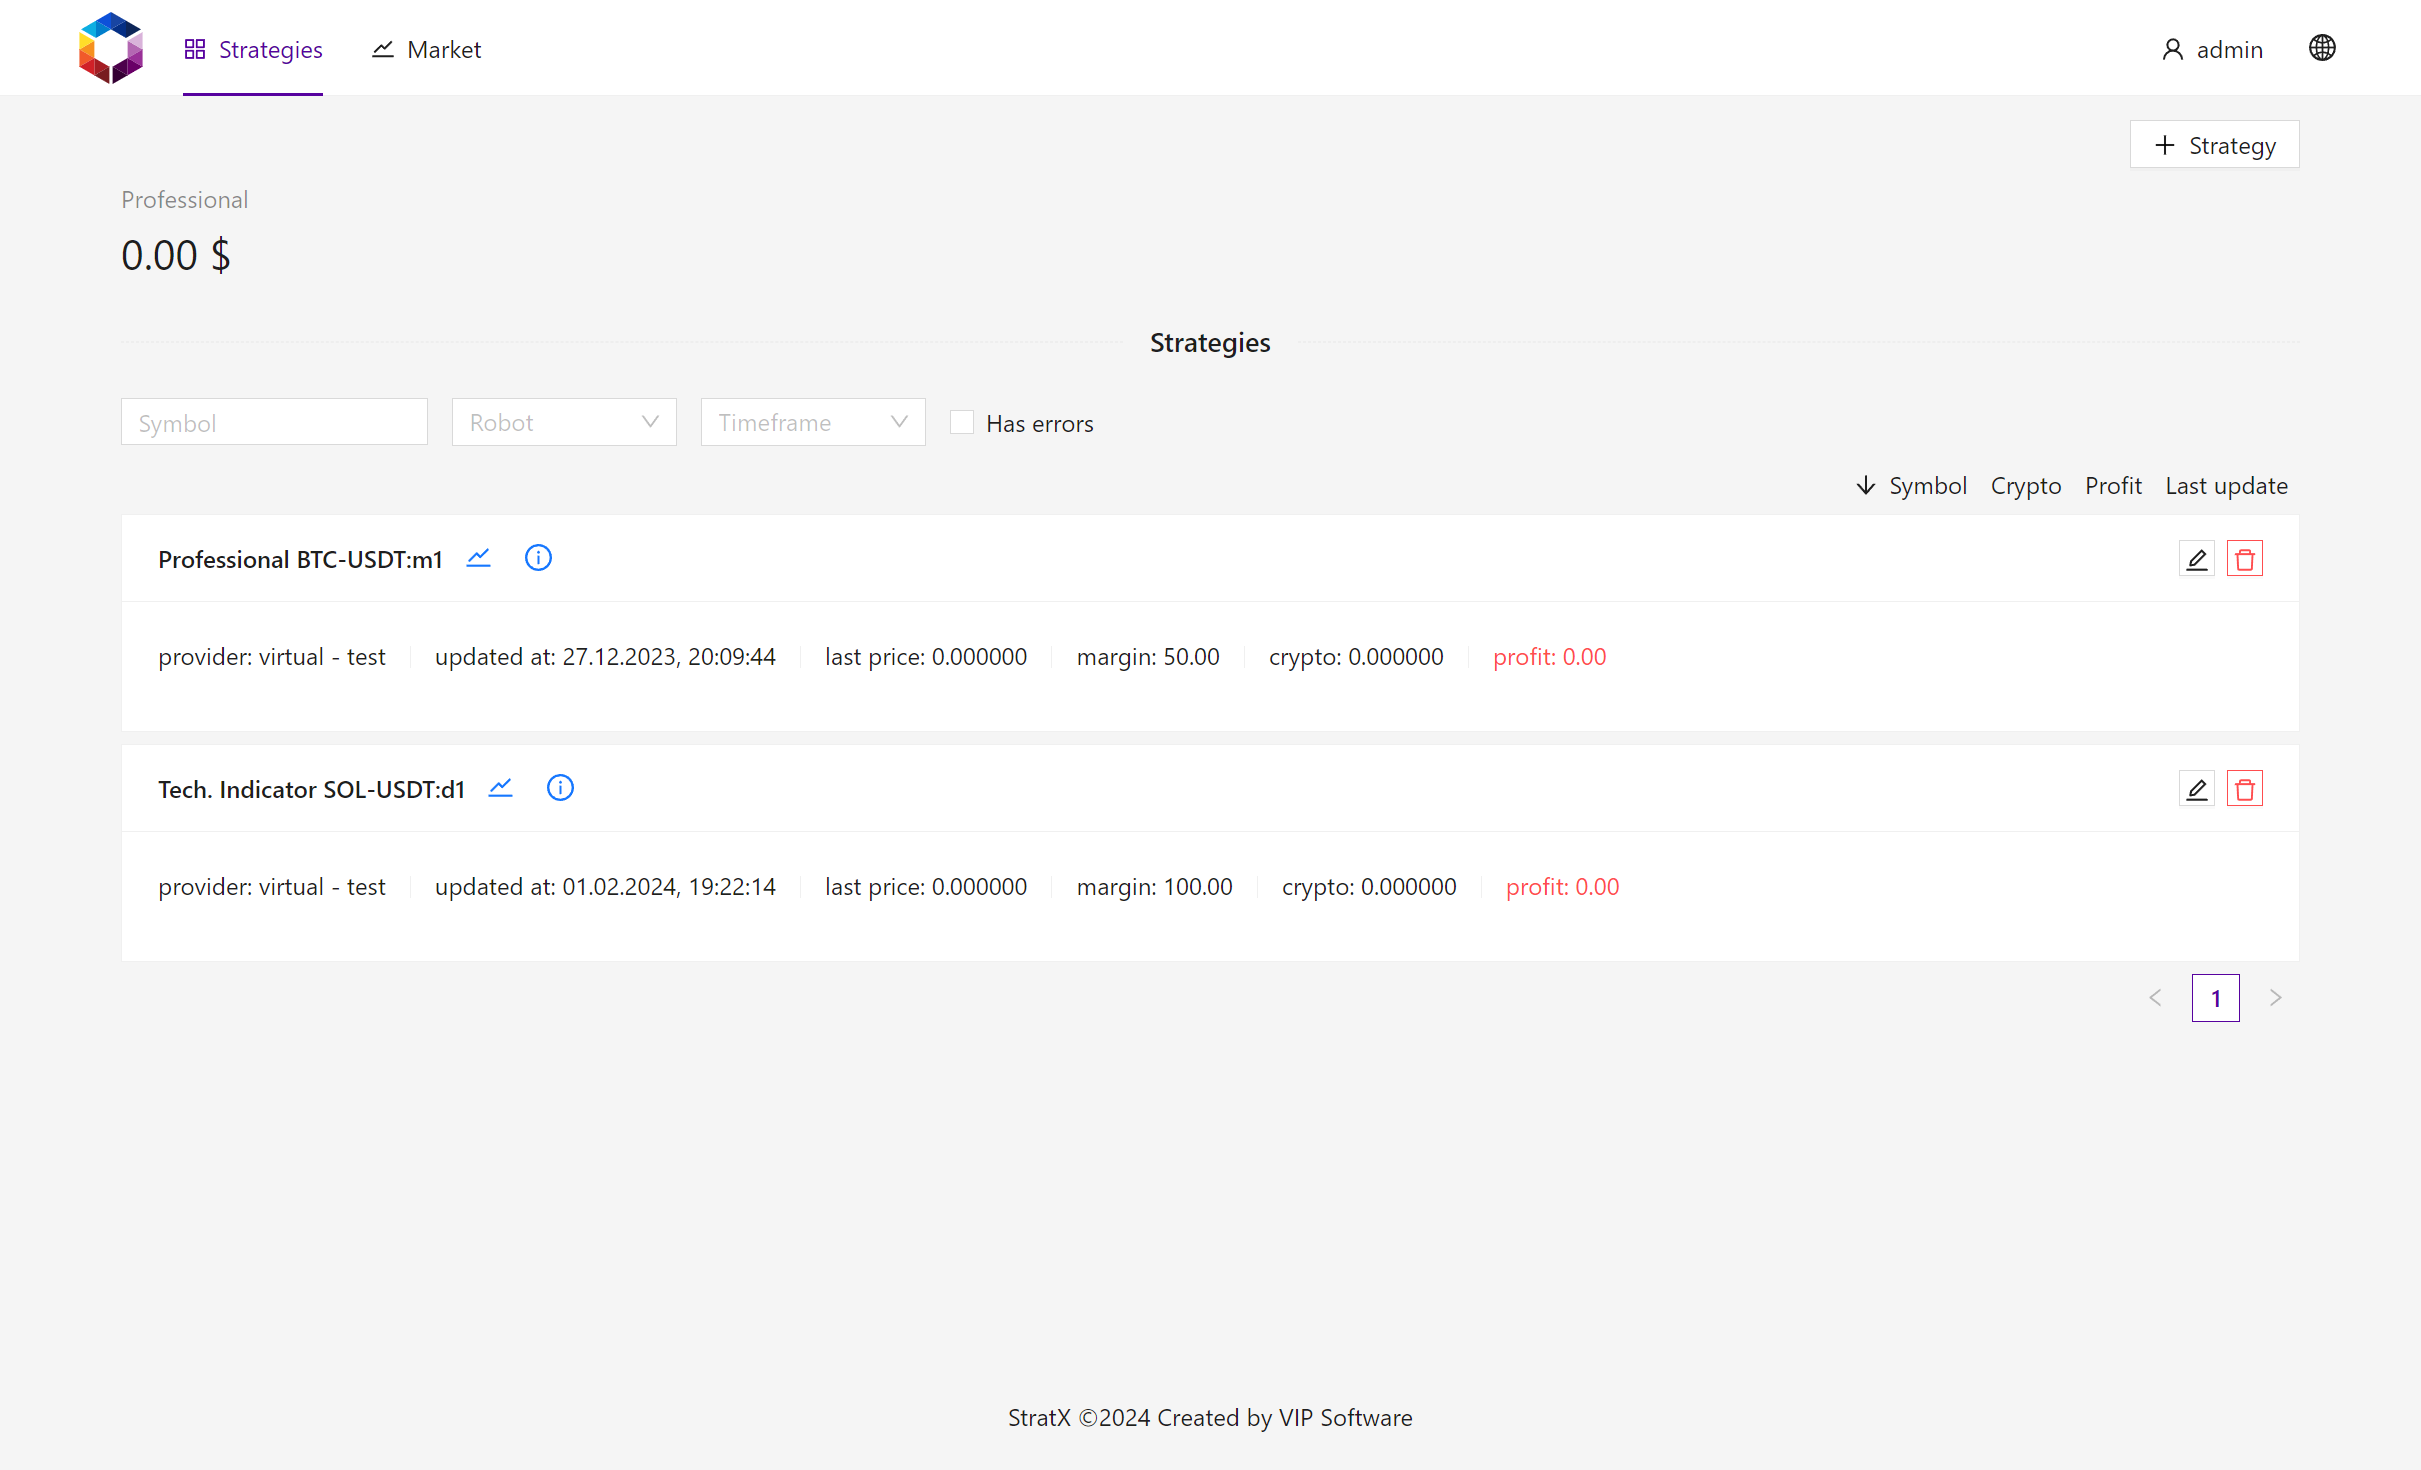 Strategies Market admin
Strategy
Professional
0.00 $
Strategies
Symbol Robot Timeframe Has errors
Symbol Crypto Profit Last update
Professional BTC-USDT:m1
provider: virtual - test updated at: 27.12.2023, 20:09:44 last price: 0.000000 margin: 50.00 crypto: 0.000000 profit: 0.00
Tech. Indicator SOL-USDT:d1
provider: virtual - test updated at: 01.02.2024, 19:22:14 last price: 0.000000 margin: 100.00 crypto: 0.000000 profit: 0.00
1
StratX ©2024 Created by VIP Software